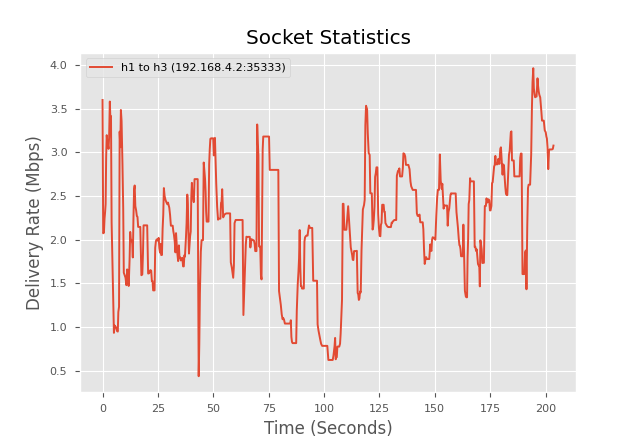 Socket Statistics
h1 to h3 (192.168.4.2:35333)
Delivery Rate (Mbps)
4.0
3.5
3.0
2.5
2.0
1.5
1.0
0.5
0 25 50 75 100 125 150 175 200
Time (Seconds)